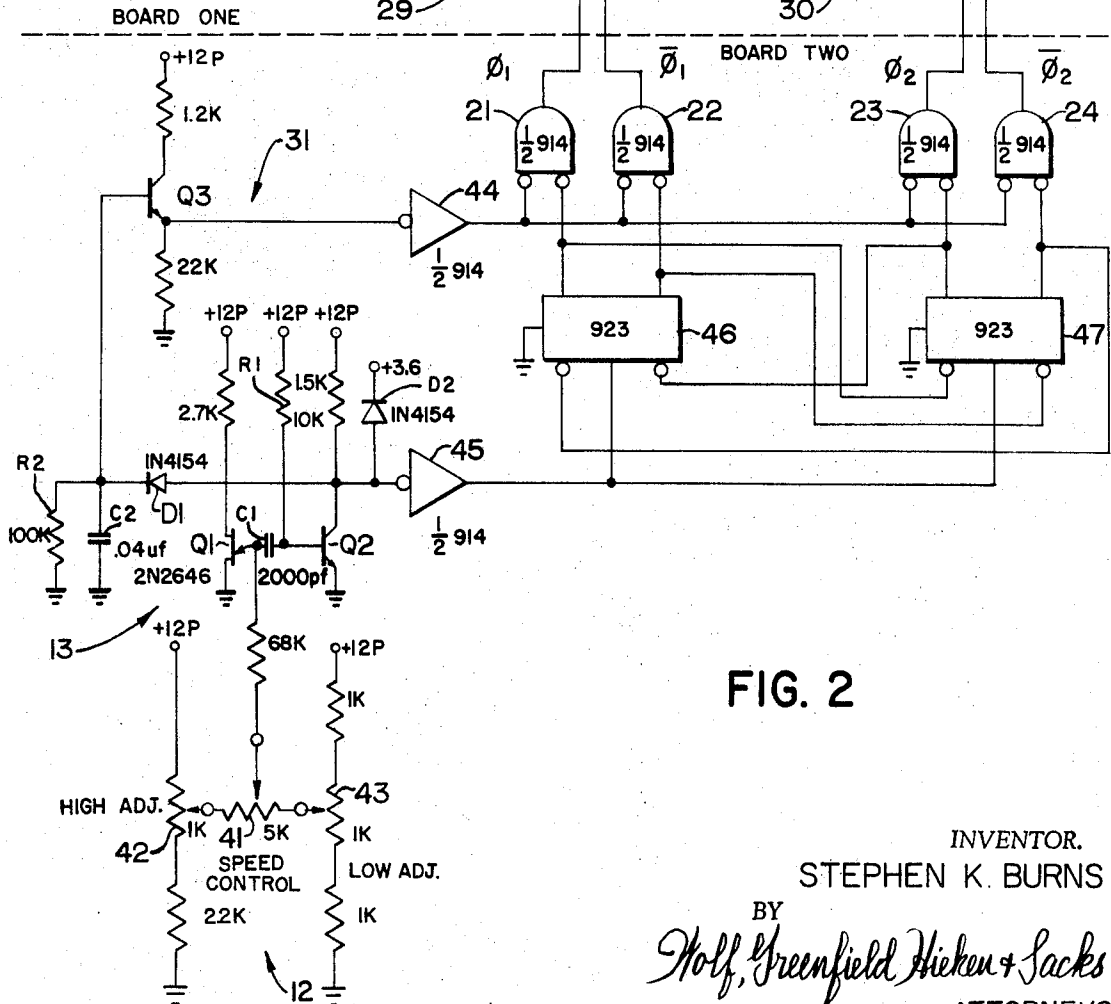 BOARD ONE
29
30
BOARD TWO
+12P
1.2K
Q3
31
22K
Ø1
Ø̅1
Ø2
Ø̅2
21
22
23
24
1/2 914
1/2 914
1/2 914
1/2 914
44
1/2 914
+12P +12P +12P
R1
2.7K
10K
1.5K
+3.6
D2
1N4154
923
46
923
47
45
1/2 914
R2
100K
1N4154
D1
C2
.04uf
Q1
2N2646
C1
2000pf
Q2
13
+12P
68K
+12P
1K
HIGH ADJ.
1K
42
41
5K
SPEED
CONTROL
43
1K
LOW ADJ.
2.2K
1K
12
FIG. 2
INVENTOR.
STEPHEN K. BURNS
BY
Wolf, Greenfield Hieken & Sacks
ATTORNEYS